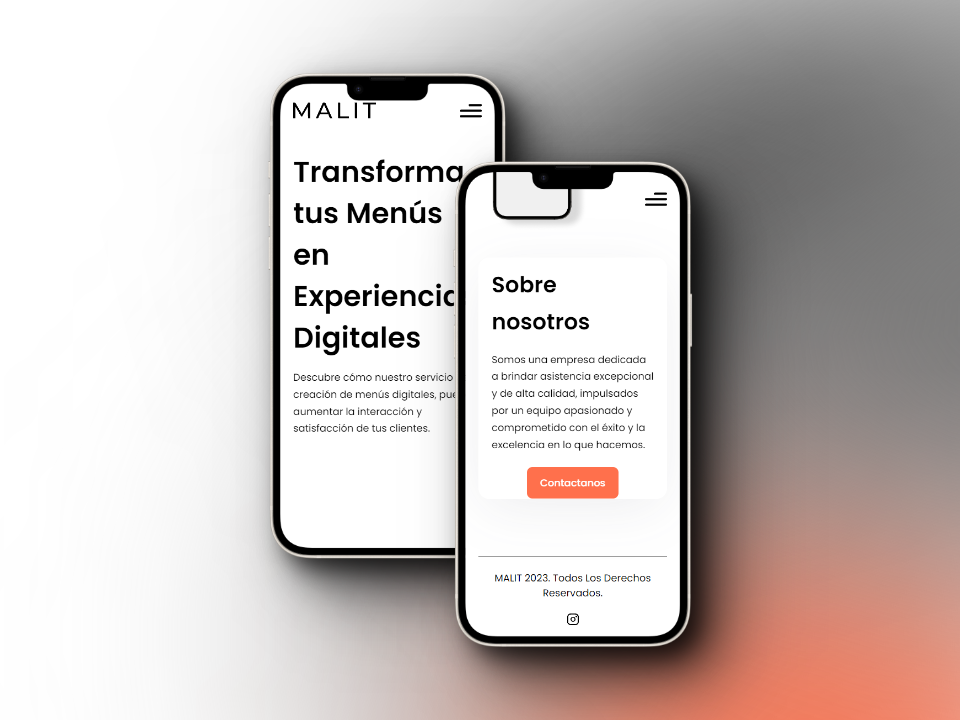 MALIT
Transforma
tus Menús
en
Digitales
Descubre cómo nuestro servicio
creación de menús digitales,
aumentar la interacción y
satisfacción de tus clientes.
Sobre
nosotros
Somos una empresa dedicada
a brindar asistencia excepcional
y de alta calidad, impulsados
por un equipo apasionado y
comprometido con el éxito y la
excelencia en lo que hacemos.
Contactanos
MALIT 2023. Todos Los Derechos
Reservados.